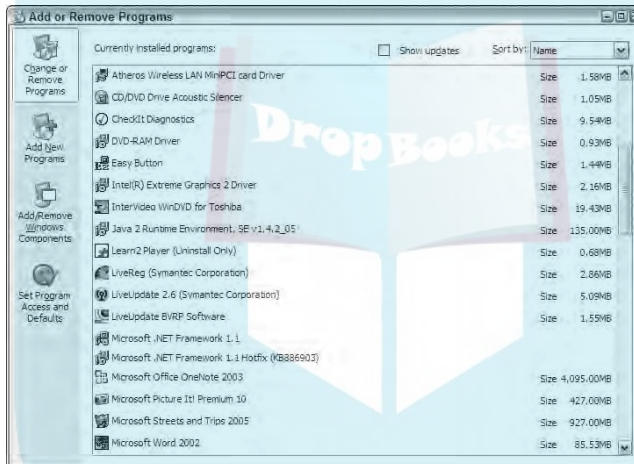 Add or Remove Programs
Currently installed programs:
Show updates
Sort by: Name
Change or
Remove
Programs
Add New
Programs
Add/Remove
Windows
Components
Set Program
Access and
Defaults
Atheros Wireless LAN MiniPCI card Driver Size 1.58MB
CD/DVD Drive Acoustic Silencer Size 1.05MB
CheckIt Diagnostics Size 9.54MB
DVD-RAM Driver Size 0.93MB
Easy Button Size 1.44MB
Intel(R) Extreme Graphics 2 Driver Size 2.16MB
InterVideo WinDVD for Toshiba Size 19.43MB
Java 2 Runtime Environment, SE v1.4.2_05 Size 135.00MB
Learn2 Player (Uninstall Only) Size 0.68MB
LiveReg (Symantec Corporation) Size 2.86MB
LiveUpdate 2.6 (Symantec Corporation) Size 5.09MB
LiveUpdate BVRP Software Size 1.55MB
Microsoft .NET Framework 1.1
Microsoft .NET Framework 1.1 Hotfix (KB886903)
Microsoft Office OneNote 2003 Size 4,095.00MB
Microsoft Picture It! Premium 10 Size 427.00MB
Microsoft Streets and Trips 2005 Size 927.00MB
Microsoft Word 2002 Size 85.53MB
DropBooks